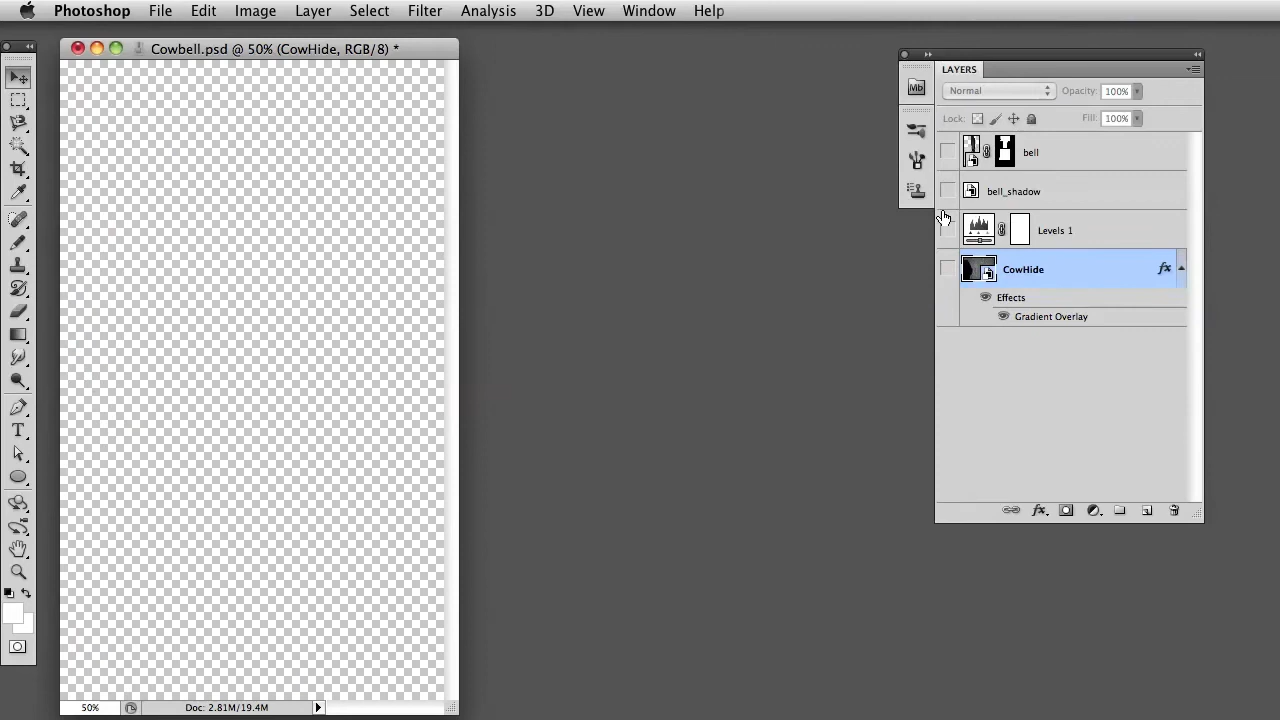 Photoshop File Edit Image Layer Select Filter Analysis 3D View Window Help
Cowbell.psd @ 50% (CowHide, RGB/8) *
LAYERS
Mb
Normal Opacity: 100%
Lock: Fill: 100%
bell
bell_shadow
Levels 1
CowHide fx
Effects
Gradient Overlay
T
fx
50% Doc: 2.81M/19.4M